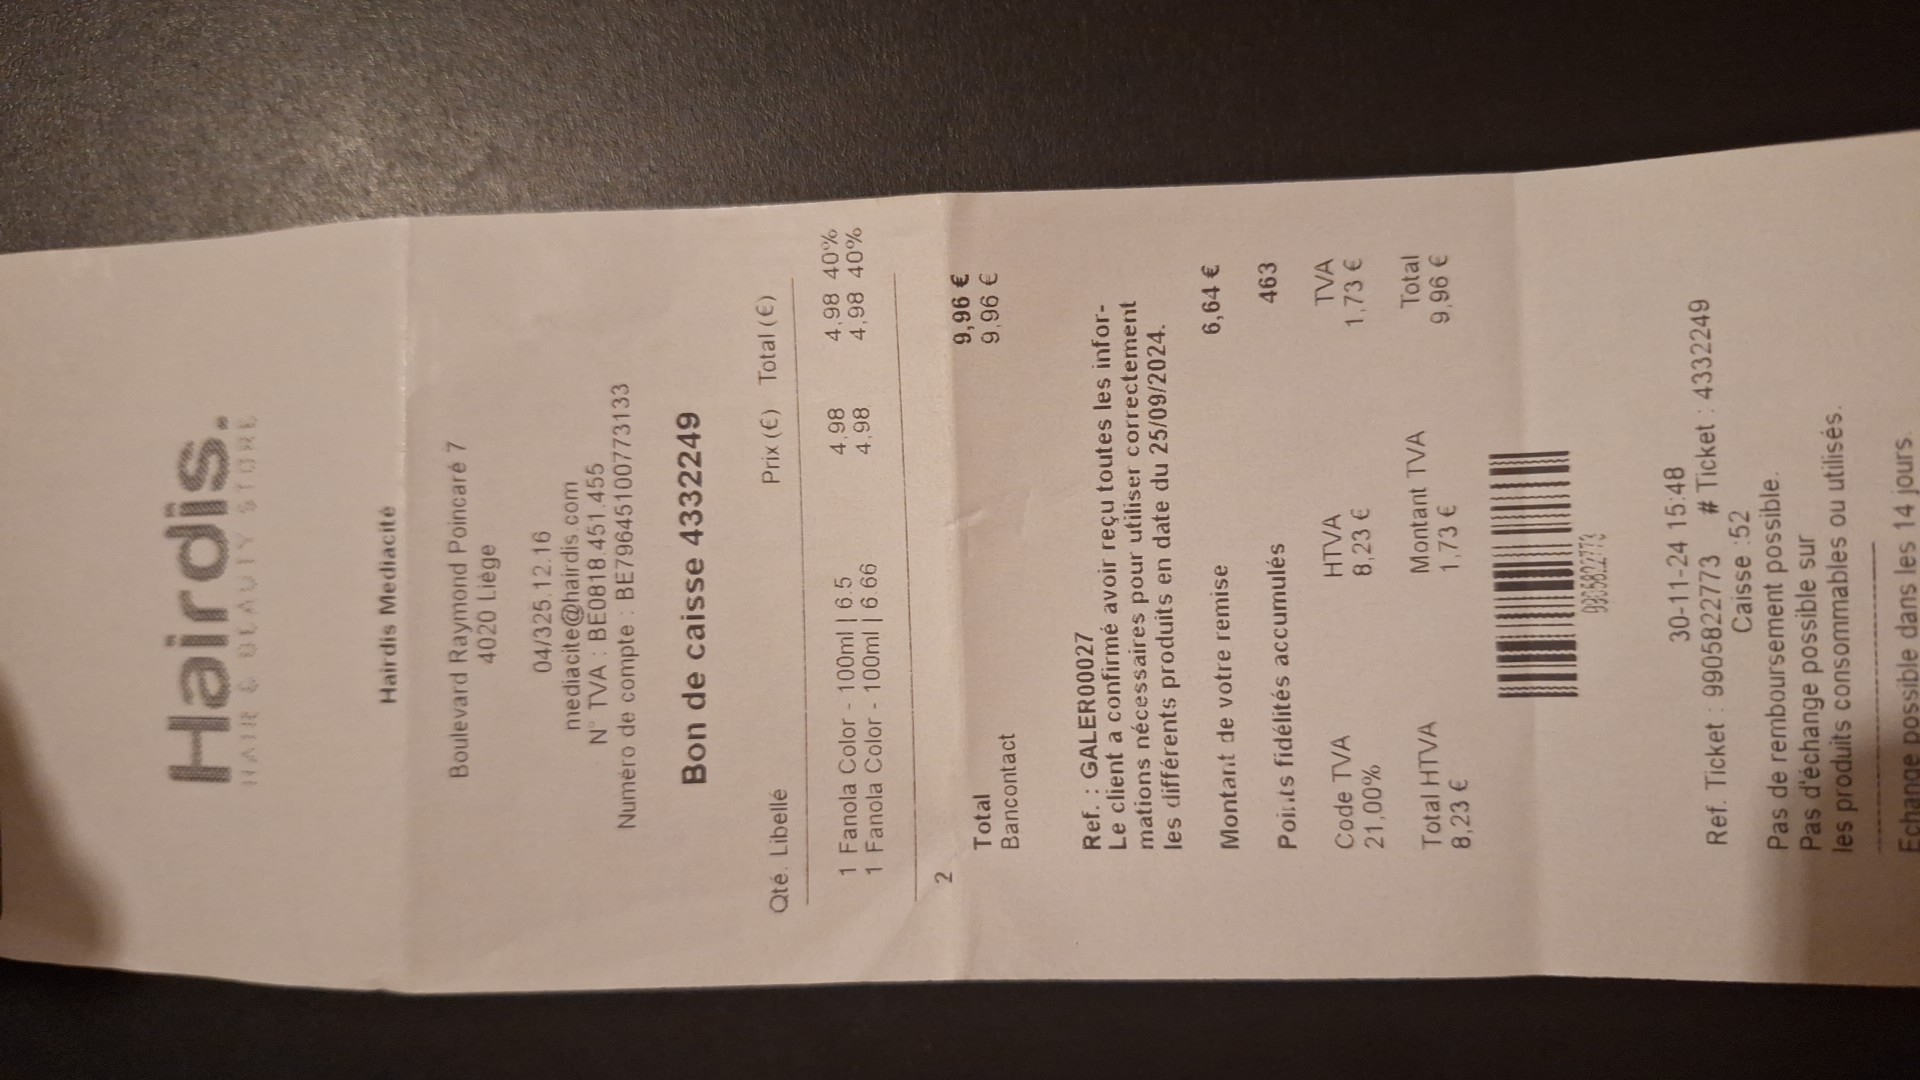 Hairdis.
HAIR & BEAUTY STORE
Hairdis Mediacité
Boulevard Raymond Poincaré 7
4020 Liège
04/325.12.16
mediacite@hairdis.com
N° TVA : BE0818.451.455
Numéro de compte : BE79645100773133
Bon de caisse 4332249
Qté. Libellé Prix (€) Total (€)
1 Fanola Color - 100ml | 6.5 4,98 4,98 40%
1 Fanola Color - 100ml | 6.66 4,98 4,98 40%
2
Total 9,96 €
Bancontact 9,96 €
Ref. : GALER00027
Le client a confirmé avoir reçu toutes les infor-
mations nécessaires pour utiliser correctement
les différents produits en date du 25/09/2024.
Montant de votre remise 6,64 €
Points fidélités accumulés 463
Code TVA HTVA TVA
21,00% 8,23 € 1,73 €
Total HTVA Montant TVA Total
8,23 € 1,73 € 9,96 €
9905822773
30-11-24 15:48
Ref. Ticket : 9905822773 # Ticket : 4332249
Caisse :52
Pas de remboursement possible.
Pas d'échange possible sur
les produits consommables ou utilisés.
Echange possible dans les 14 jours.